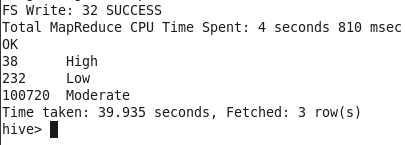 FS Write: 32 SUCCESS
Total MapReduce CPU Time Spent: 4 seconds 810 msec
OK
38	High
232	Low
100720	Moderate
Time taken: 39.935 seconds, Fetched: 3 row(s)
hive>